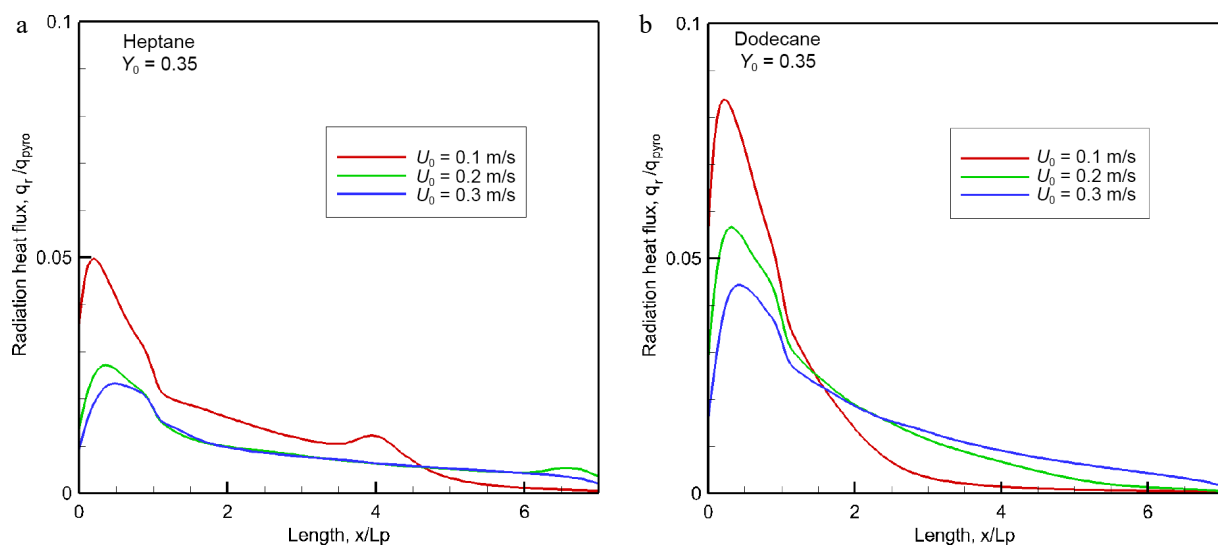 a
0.1
Heptane
Y₀ = 0.35
U₀ = 0.1 m/s
U₀ = 0.2 m/s
U₀ = 0.3 m/s
0.05
0
Radiation heat flux, qᵣ /q_pyro
0 2 4 6
Length, x/Lp
b
0.1
Dodecane
Y₀ = 0.35
U₀ = 0.1 m/s
U₀ = 0.2 m/s
U₀ = 0.3 m/s
0.05
0
Radiation heat flux, qᵣ /q_pyro
0 2 4 6
Length, x/Lp